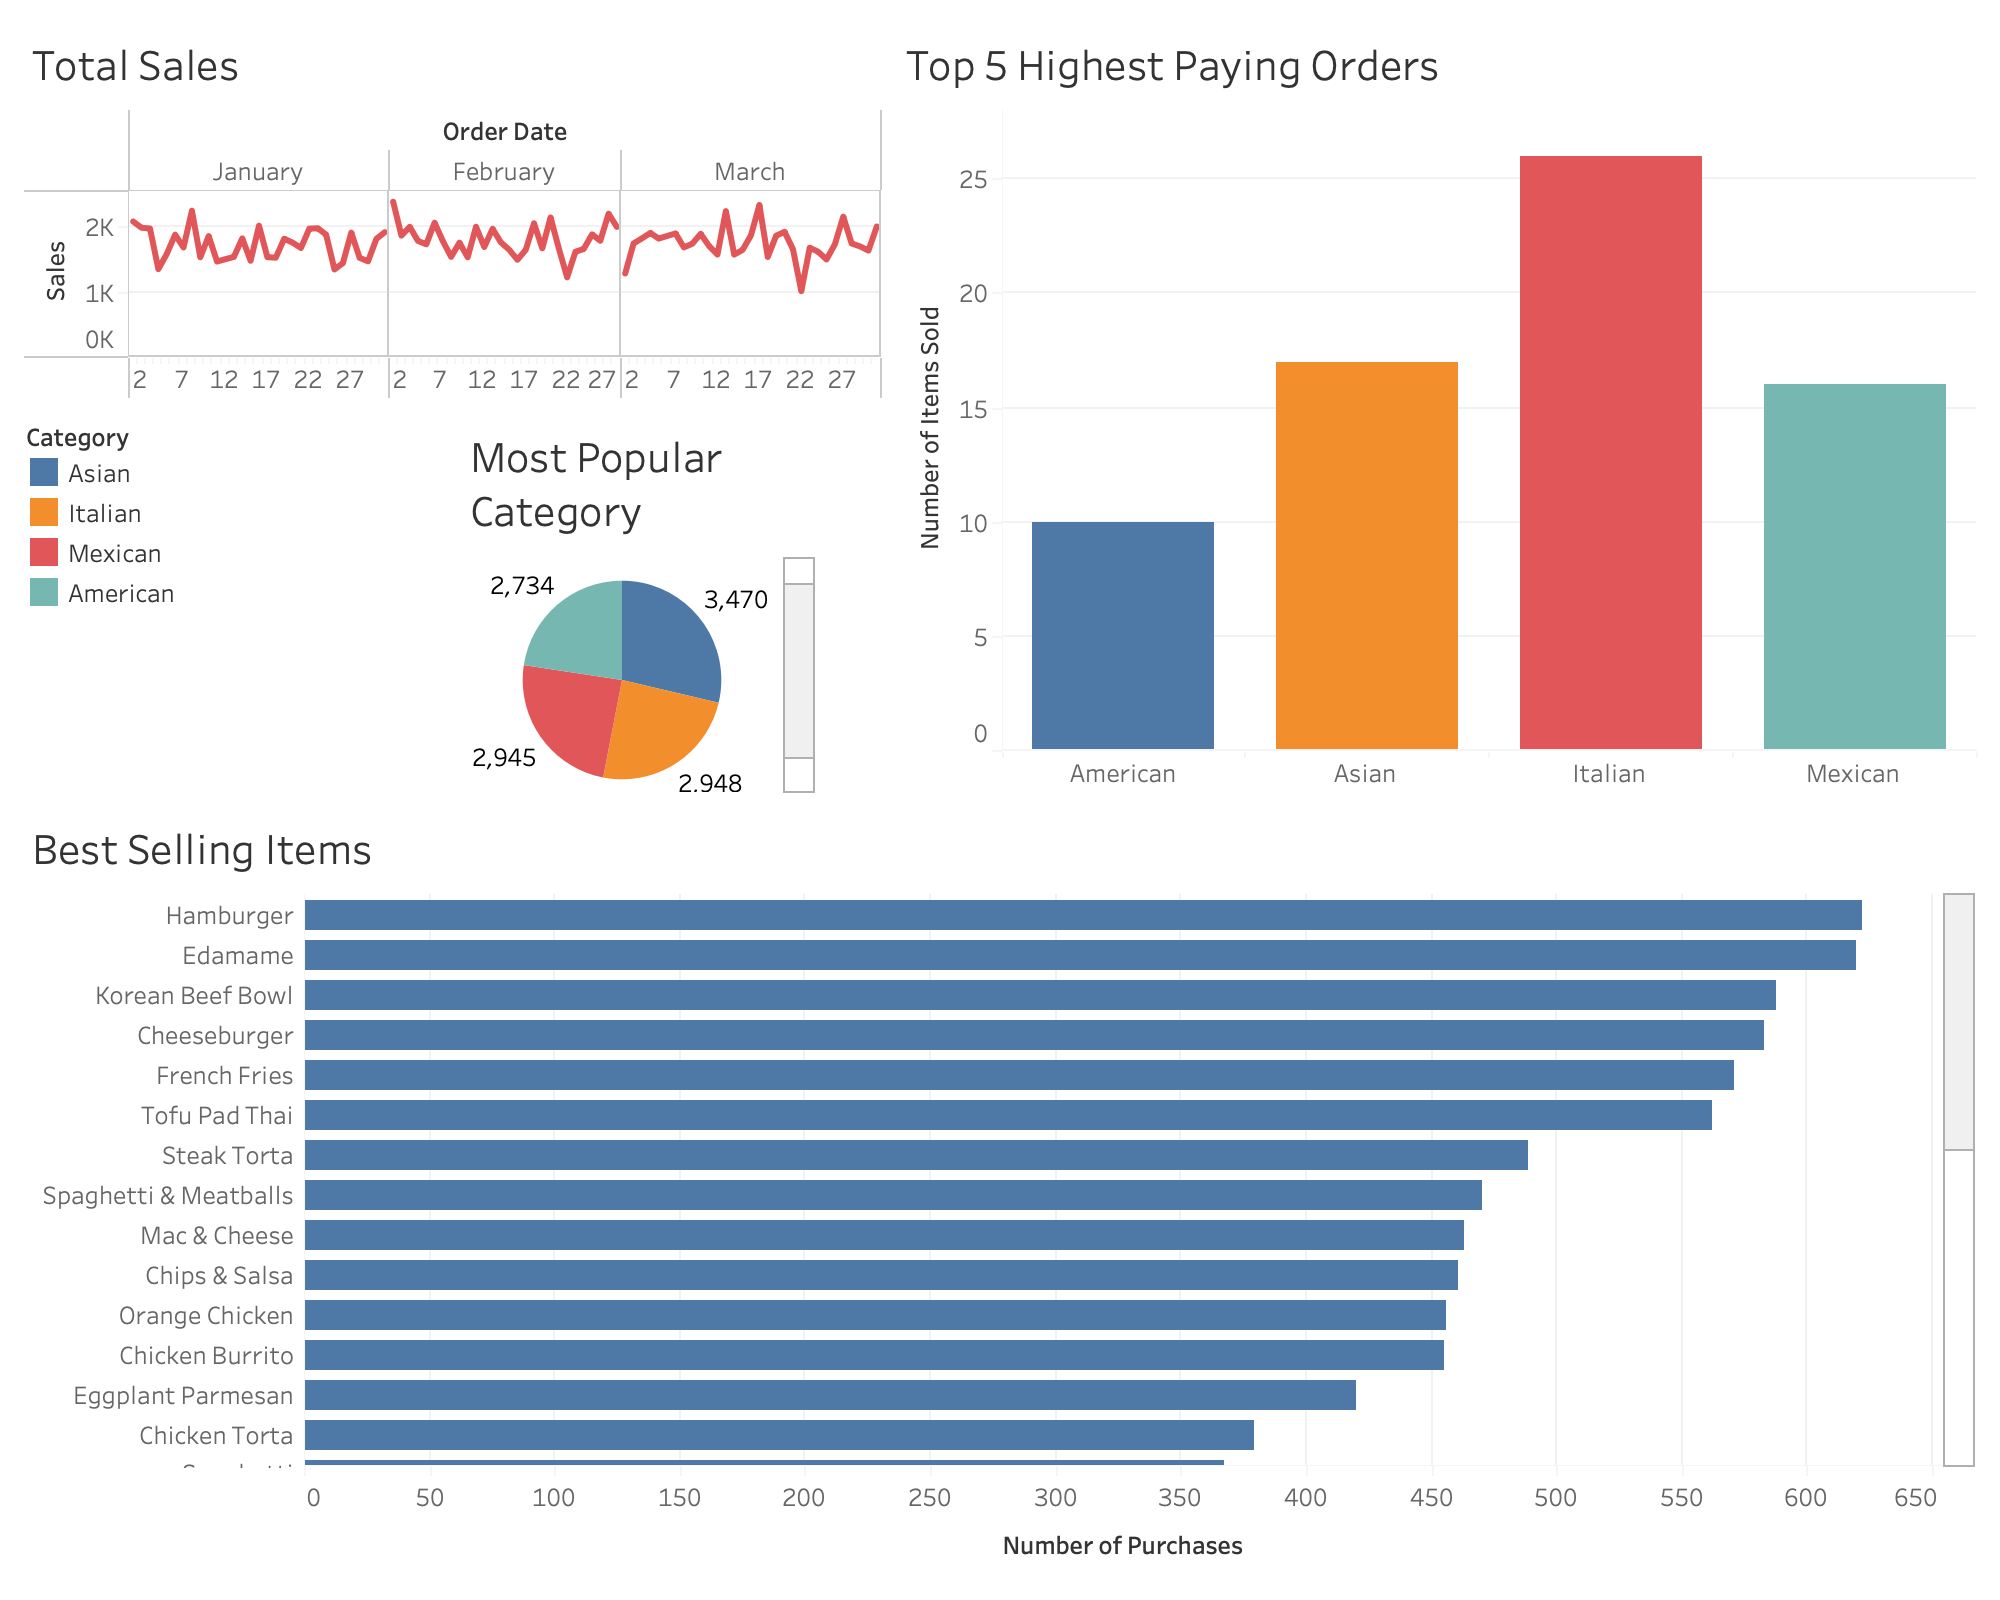 Total Sales
Order Date
January February March
Sales
2K
1K
0K
2 7 12 17 22 27 2 7 12 17 22 27 2 7 12 17 22 27
Category
Asian
Italian
Mexican
American
Most Popular
Category
2,734
3,470
2,945
2,948
Top 5 Highest Paying Orders
Number of Items Sold
25
20
15
10
5
0
American Asian Italian Mexican
Best Selling Items
Hamburger
Edamame
Korean Beef Bowl
Cheeseburger
French Fries
Tofu Pad Thai
Steak Torta
Spaghetti & Meatballs
Mac & Cheese
Chips & Salsa
Orange Chicken
Chicken Burrito
Eggplant Parmesan
Chicken Torta
0 50 100 150 200 250 300 350 400 450 500 550 600 650
Number of Purchases